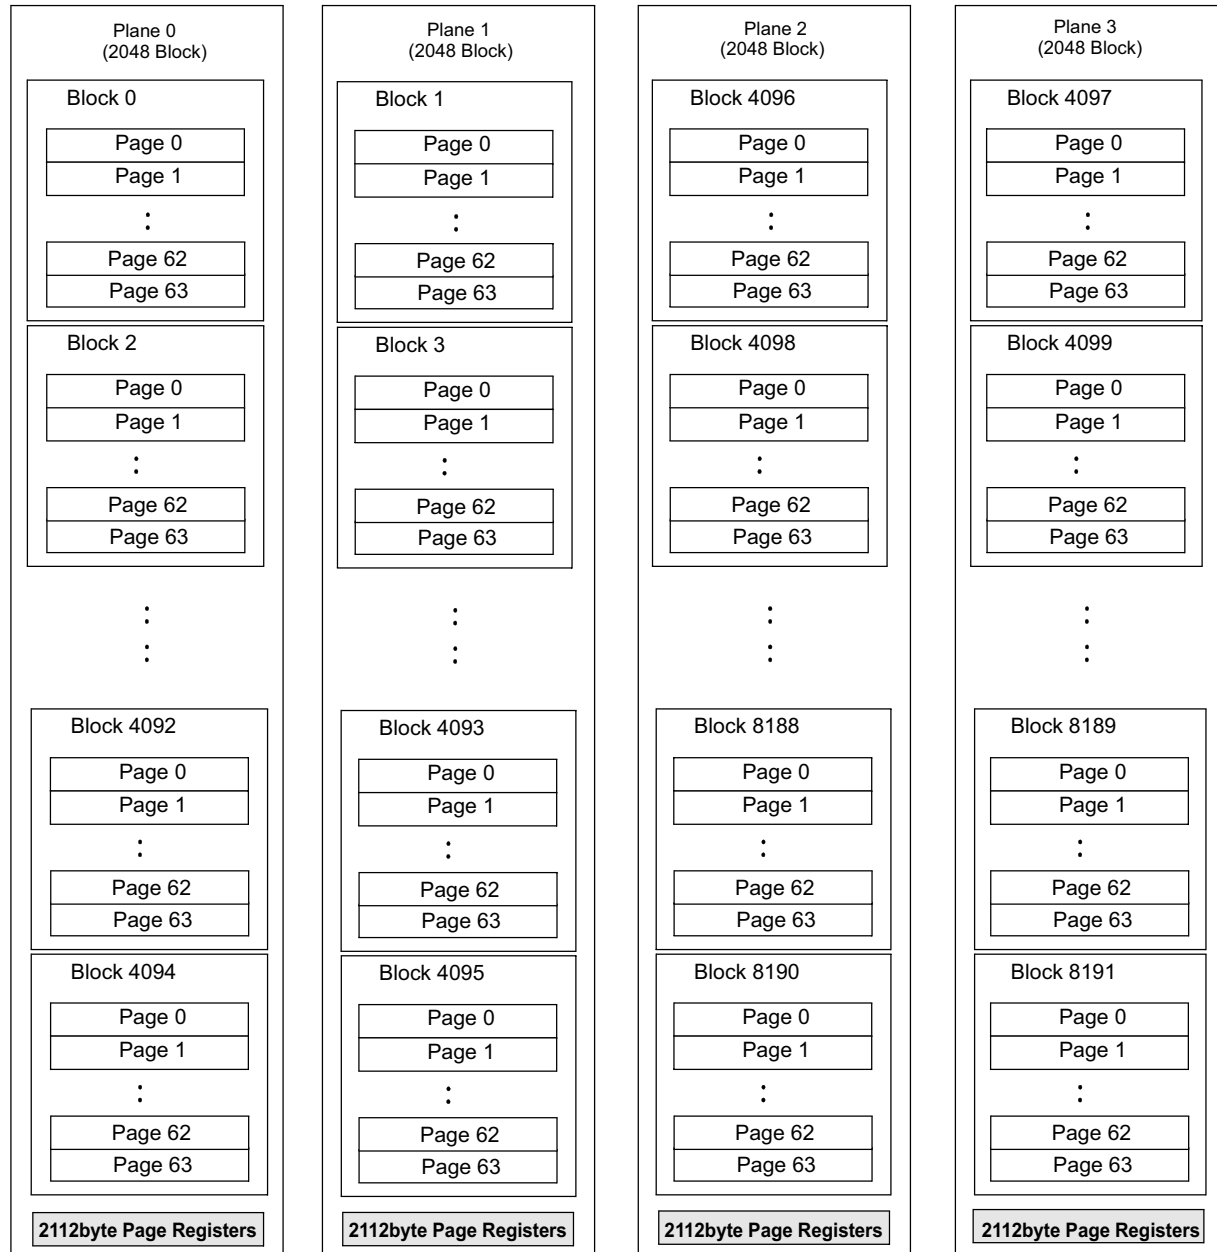 Plane 0
(2048 Block)
Block 0
Page 0
Page 1
Page 62
Page 63
Block 2
Page 0
Page 1
Page 62
Page 63
Block 4092
Page 0
Page 1
Page 62
Page 63
Block 4094
Page 0
Page 1
Page 62
Page 63
2112byte Page Registers
Plane 1
(2048 Block)
Block 1
Page 0
Page 1
Page 62
Page 63
Block 3
Page 0
Page 1
Page 62
Page 63
Block 4093
Page 0
Page 1
Page 62
Page 63
Block 4095
Page 0
Page 1
Page 62
Page 63
2112byte Page Registers
Plane 2
(2048 Block)
Block 4096
Page 0
Page 1
Page 62
Page 63
Block 4098
Page 0
Page 1
Page 62
Page 63
Block 8188
Page 0
Page 1
Page 62
Page 63
Block 8190
Page 0
Page 1
Page 62
Page 63
2112byte Page Registers
Plane 3
(2048 Block)
Block 4097
Page 0
Page 1
Page 62
Page 63
Block 4099
Page 0
Page 1
Page 62
Page 63
Block 8189
Page 0
Page 1
Page 62
Page 63
Block 8191
Page 0
Page 1
Page 62
Page 63
2112byte Page Registers